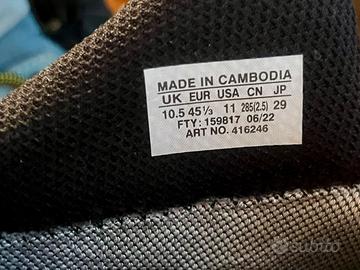 MADE IN CAMBODIA
UK EUR USA CN JP
10.5 45⅓ 11 285(2.5) 29
FTY: 159817 06/22
ART NO. 416246
subito